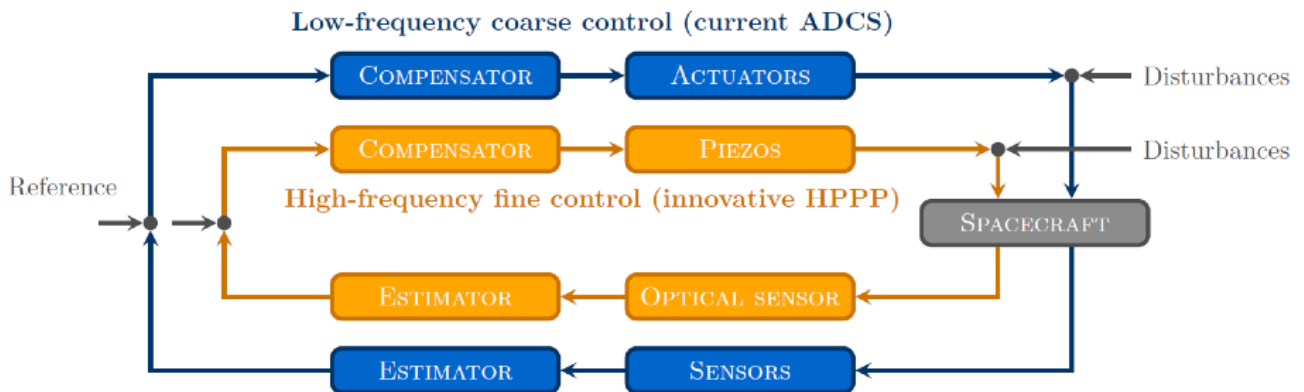 Low-frequency coarse control (current ADCS)
COMPENSATOR
ACTUATORS
Disturbances
COMPENSATOR
PIEZOS
Disturbances
Reference
High-frequency fine control (innovative HPPP)
SPACECRAFT
ESTIMATOR
OPTICAL SENSOR
ESTIMATOR
SENSORS